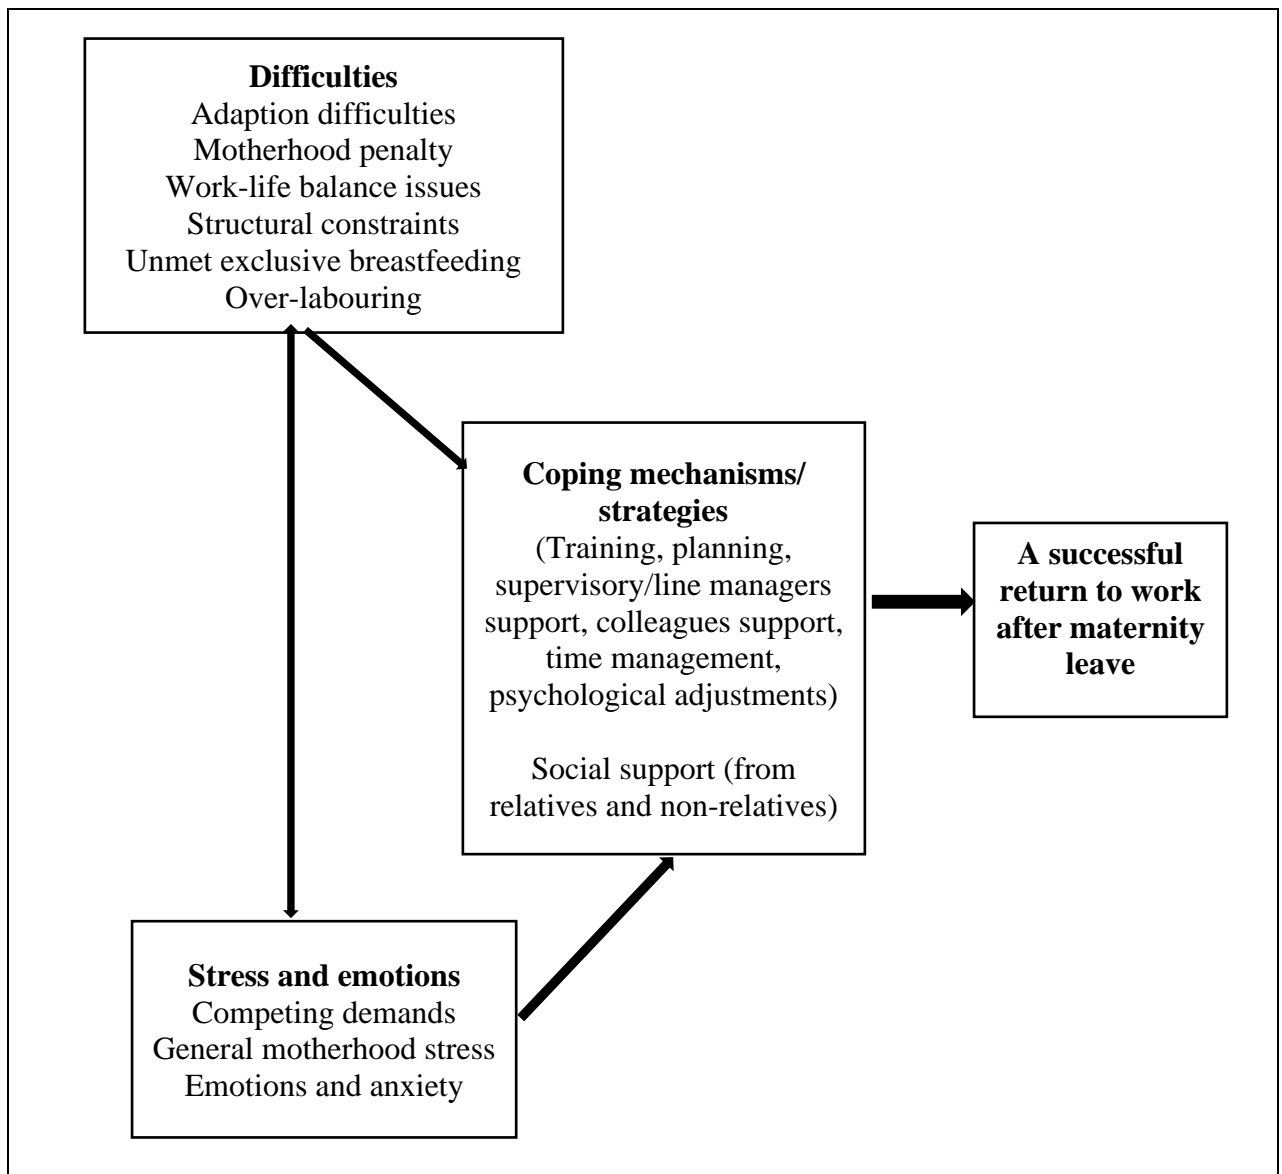 Difficulties
Adaption difficulties
Motherhood penalty
Work-life balance issues
Structural constraints
Unmet exclusive breastfeeding
Over-labouring
Coping mechanisms/
strategies
(Training, planning,
supervisory/line managers
support, colleagues support,
time management,
psychological adjustments)
Social support (from
relatives and non-relatives)
A successful
return to work
after maternity
leave
Stress and emotions
Competing demands
General motherhood stress
Emotions and anxiety